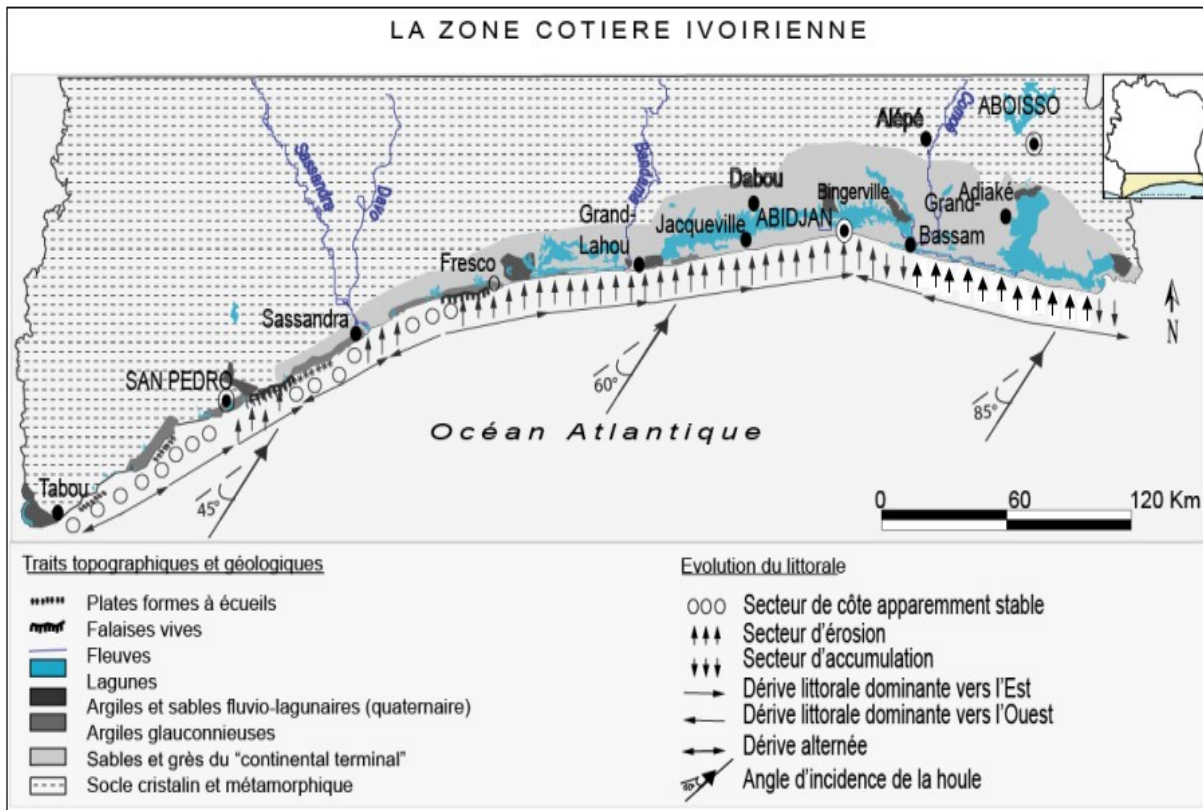 LA ZONE COTIERE IVOIRIENNE
Comoé
ABOISSO
Alépé
Sassandra
Davo
Bandama
Dabou
Bingerville
Adiaké
Grand-
Bassam
Grand-
Lahou
Jacqueville
ABIDJAN
Fresco
Sassandra
N
SAN PEDRO
60°
85°
Océan Atlantique
Tabou
45°
0 60 120 Km
Traits topographiques et géologiques
Plates formes à écueils
Falaises vives
Fleuves
Lagunes
Argiles et sables fluvio-lagunaires (quaternaire)
Argiles glauconnieuses
Sables et grès du “continental terminal”
Socle cristalin et métamorphique
Evolution du littorale
Secteur de côte apparemment stable
Secteur d’érosion
Secteur d’accumulation
Dérive littorale dominante vers l’Est
Dérive littorale dominante vers l’Ouest
Dérive alternée
Angle d’incidence de la houle